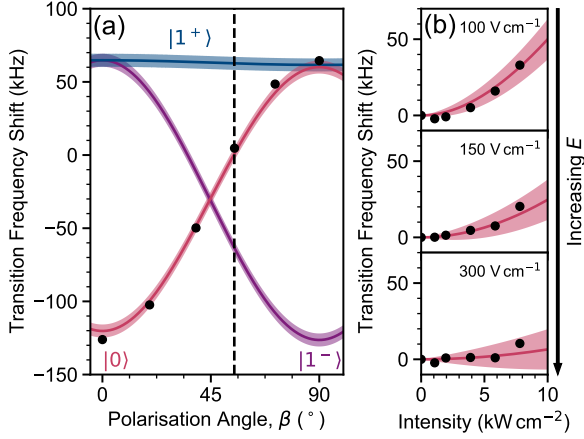 (a)
|1⁺⟩
|0⟩
|1⁻⟩
50
0
−50
−100
−150
Transition Frequency Shift (kHz)
0
45
90
Polarisation Angle, β (°)
(b)
100 V cm⁻¹
150 V cm⁻¹
300 V cm⁻¹
50
0
50
0
50
0
Transition Frequency Shift (kHz)
0
5
10
Intensity (kW cm⁻²)
Increasing E